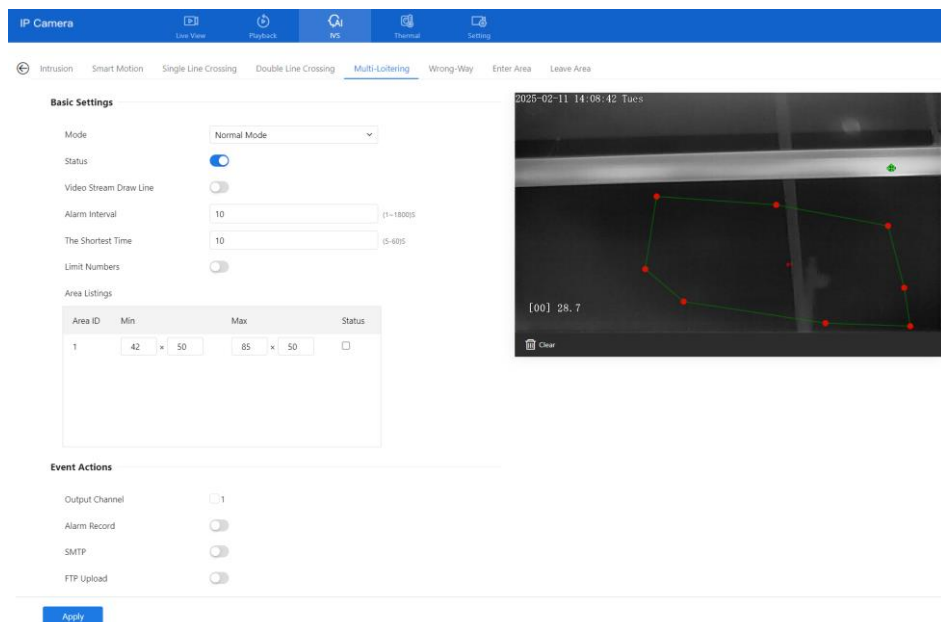 IP Camera
Live View
Playback
IVS
Thermal
Setting
Intrusion Smart Motion Single Line Crossing Double Line Crossing Multi-Loitering Wrong-Way Enter Area Leave Area
Basic Settings
Mode Normal Mode
Status
Video Stream Draw Line
Alarm Interval 10 (1~1800)S
The Shortest Time 10 (5-60)S
Limit Numbers
Area Listings
Area ID Min Max Status
1 42 × 50 85 × 50
2025-02-11 14:08:42 Tues
[00] 28.7
Clear
Event Actions
Output Channel 1
Alarm Record
SMTP
FTP Upload
Apply